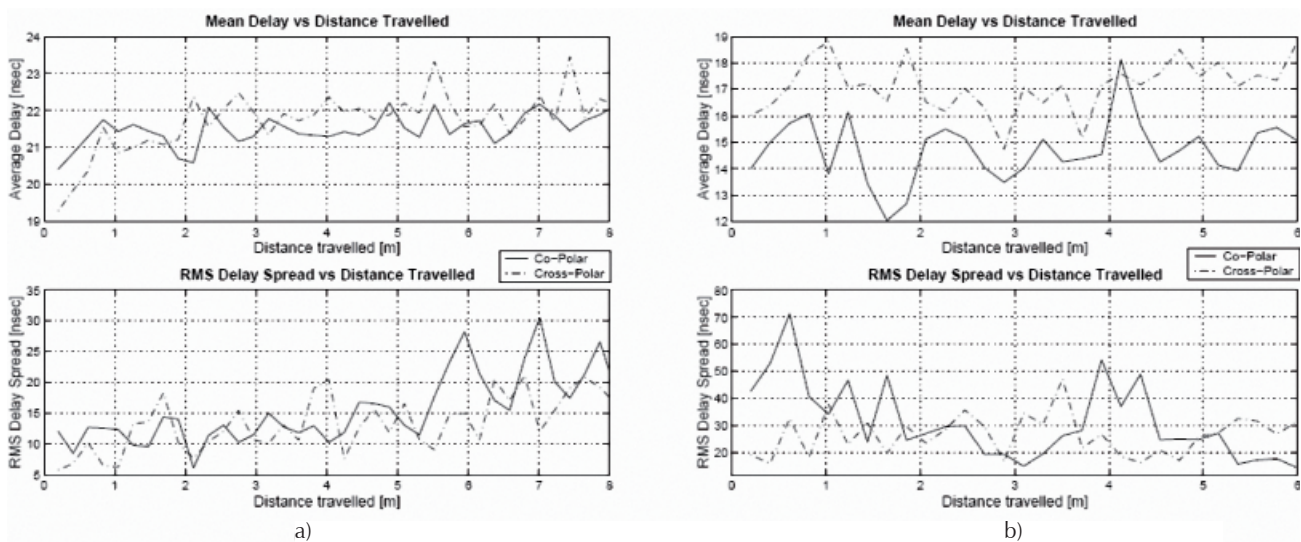 Mean Delay vs Distance Travelled
24
23
22
21
20
19
Average Delay [nsec]
0 1 2 3 4 5 6 7 8
Distance travelled [m]
Co-Polar
Cross-Polar
RMS Delay Spread vs Distance Travelled
35
30
25
20
15
10
5
RMS Delay Spread [nsec]
0 1 2 3 4 5 6 7 8
Distance travelled [m]
a)
Mean Delay vs Distance Travelled
19
18
17
16
15
14
13
12
Average Delay [nsec]
0 1 2 3 4 5 6
Distance travelled [m]
Co-Polar
Cross-Polar
RMS Delay Spread vs Distance Travelled
80
70
60
50
40
30
20
RMS Delay Spread [nsec]
0 1 2 3 4 5 6
Distance travelled [m]
b)